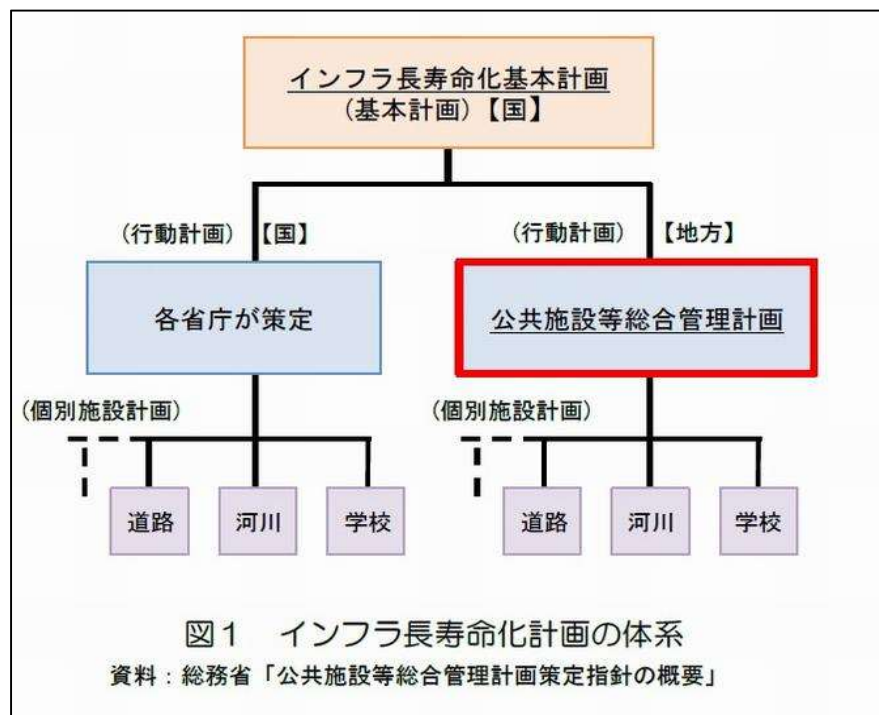 インフラ長寿命化基本計画
(基本計画)【国】
(行動計画) 【国】
(行動計画) 【地方】
各省庁が策定
公共施設等総合管理計画
(個別施設計画)
(個別施設計画)
道路
河川
学校
道路
河川
学校
図1 インフラ長寿命化計画の体系
資料:総務省「公共施設等総合管理計画策定指針の概要」